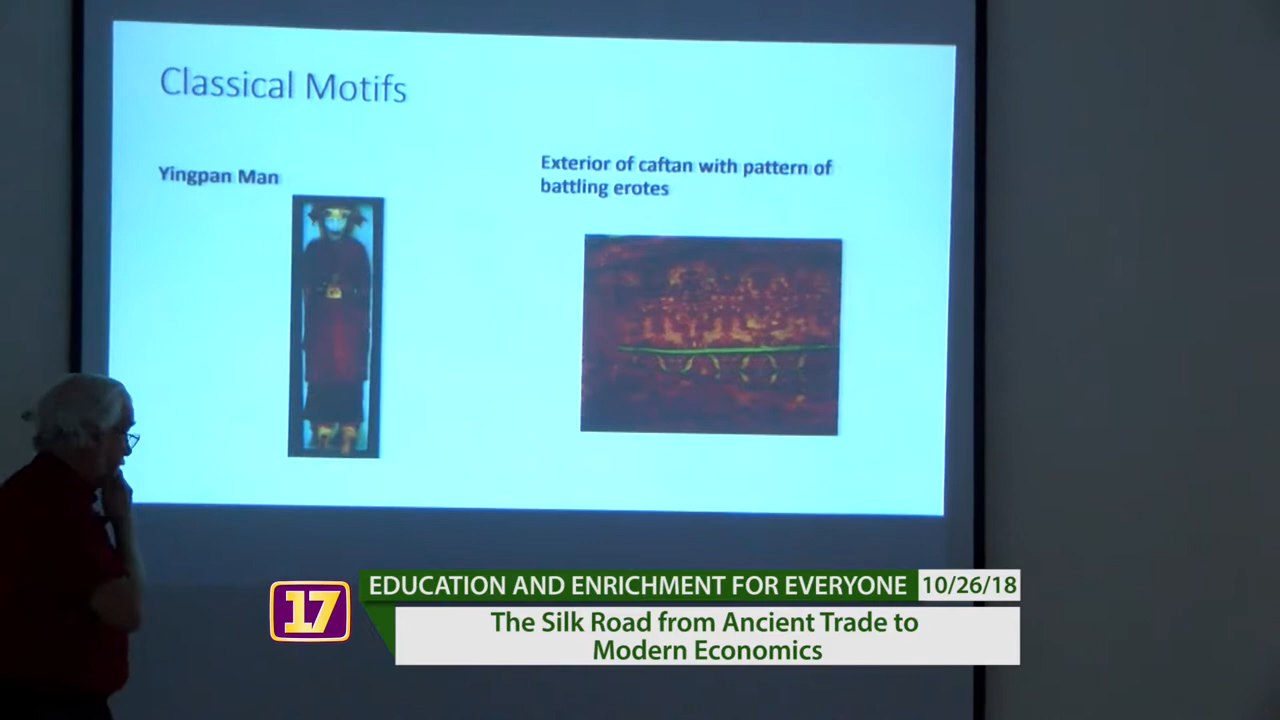 Classical Motifs
Yingpan Man
Exterior of caftan with pattern of
battling erotes
17
EDUCATION AND ENRICHMENT FOR EVERYONE
10/26/18
The Silk Road from Ancient Trade to
Modern Economics